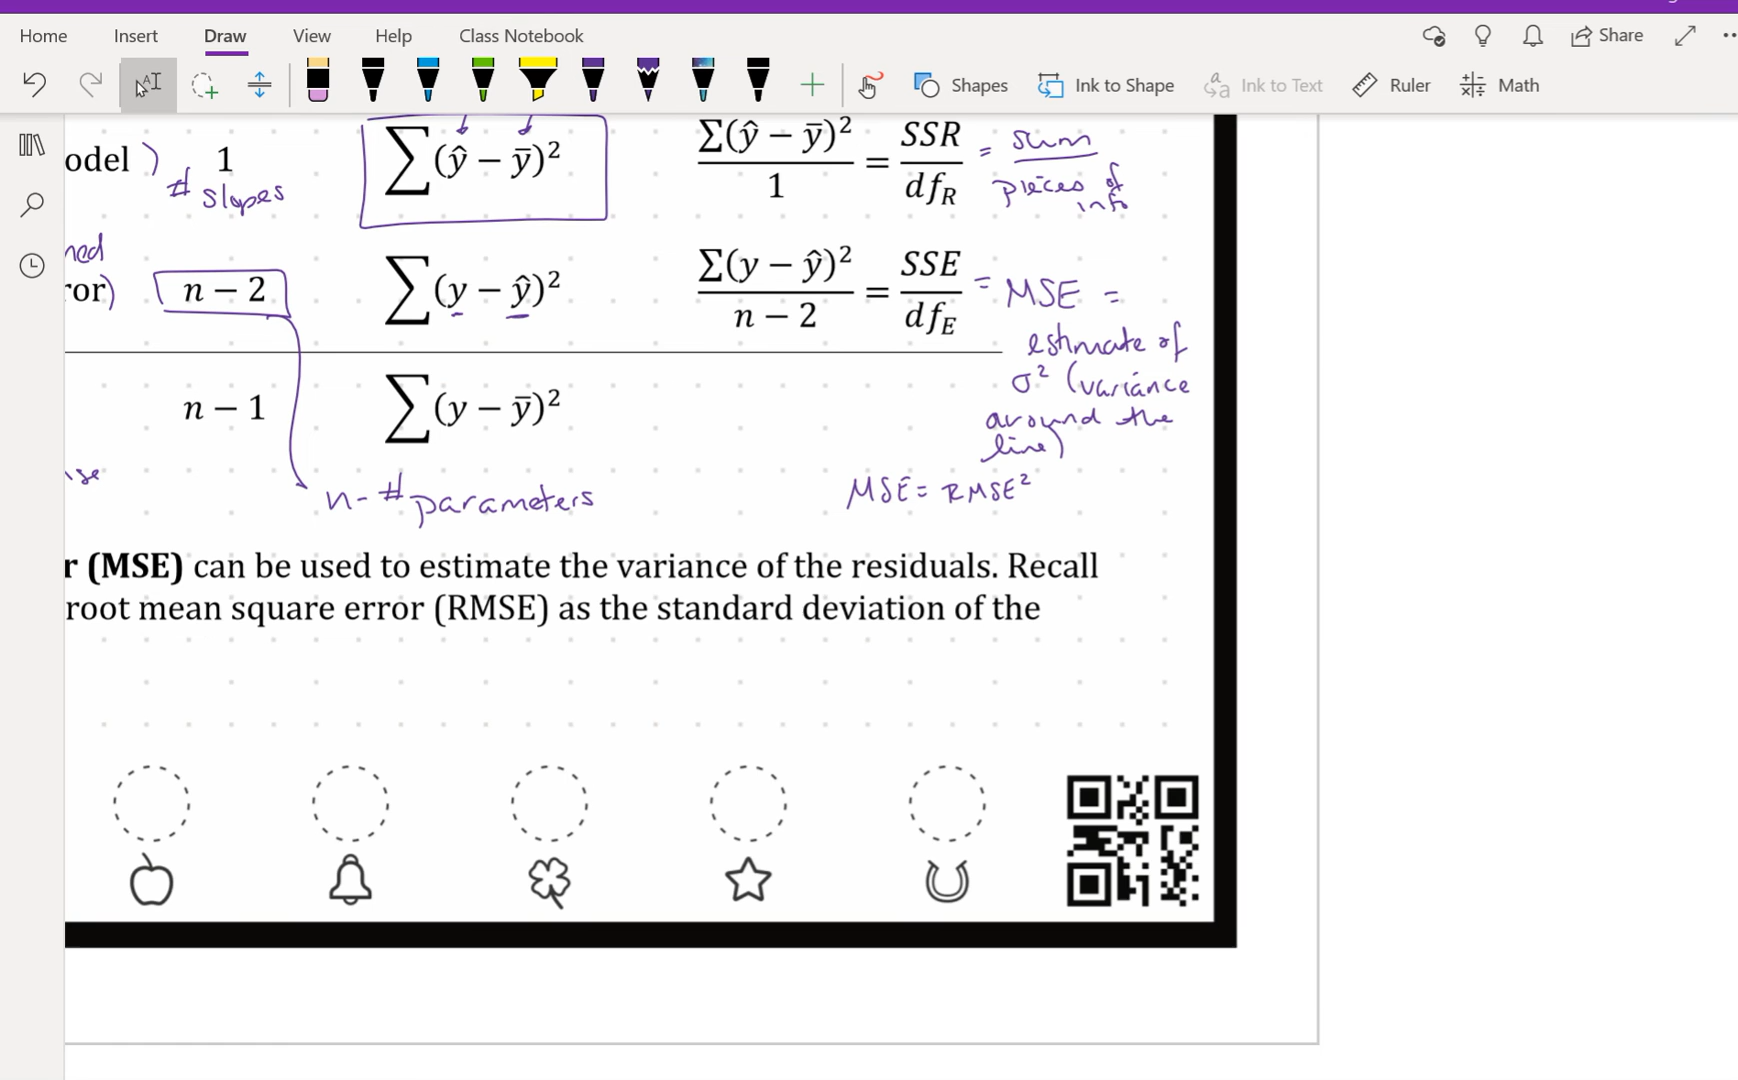 Home Insert Draw View Help Class Notebook Share
Shapes Ink to Shape Ink to Text Ruler Math
odel) 1 ∑(ŷ − ȳ)² Σ(ŷ − ȳ)²/1 = SSR/df_R = sum/pieces of info
# slopes
ned
ror) n − 2 ∑(y − ŷ)² Σ(y − ŷ)²/n − 2 = SSE/df_E = MSE =
estimate of
σ² (variance
around the
line)
n − 1 ∑(y − ȳ)²
n - # parameters
MSE = RMSE²
r (MSE) can be used to estimate the variance of the residuals. Recall
root mean square error (RMSE) as the standard deviation of the